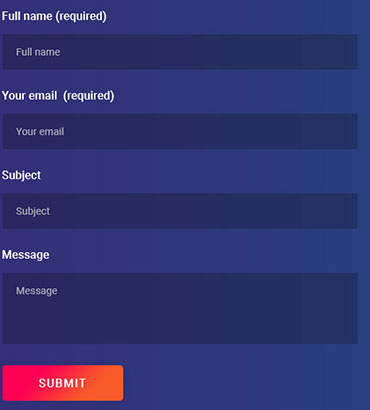 Full name (required)
Full name
Your email  (required)
Your email
Subject
Subject
Message
Message
SUBMIT